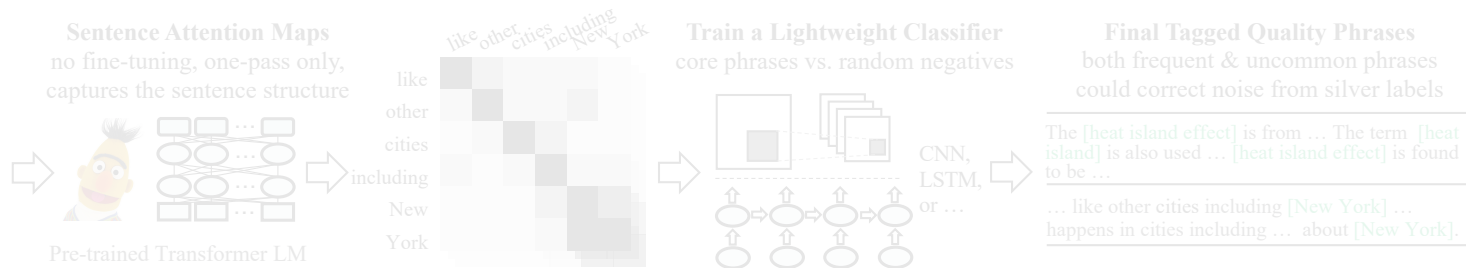 Sentence Attention Maps
no fine-tuning, one-pass only,
captures the sentence structure
Pre-trained Transformer LM
like other cities including New York
like
other
cities
including
New
York
Train a Lightweight Classifier
core phrases vs. random negatives
CNN,
LSTM,
or …
Final Tagged Quality Phrases
both frequent & uncommon phrases
could correct noise from silver labels
The [heat island effect] is from … The term [heat
island] is also used … [heat island effect] is found
to be …
… like other cities including [New York] …
happens in cities including … about [New York].